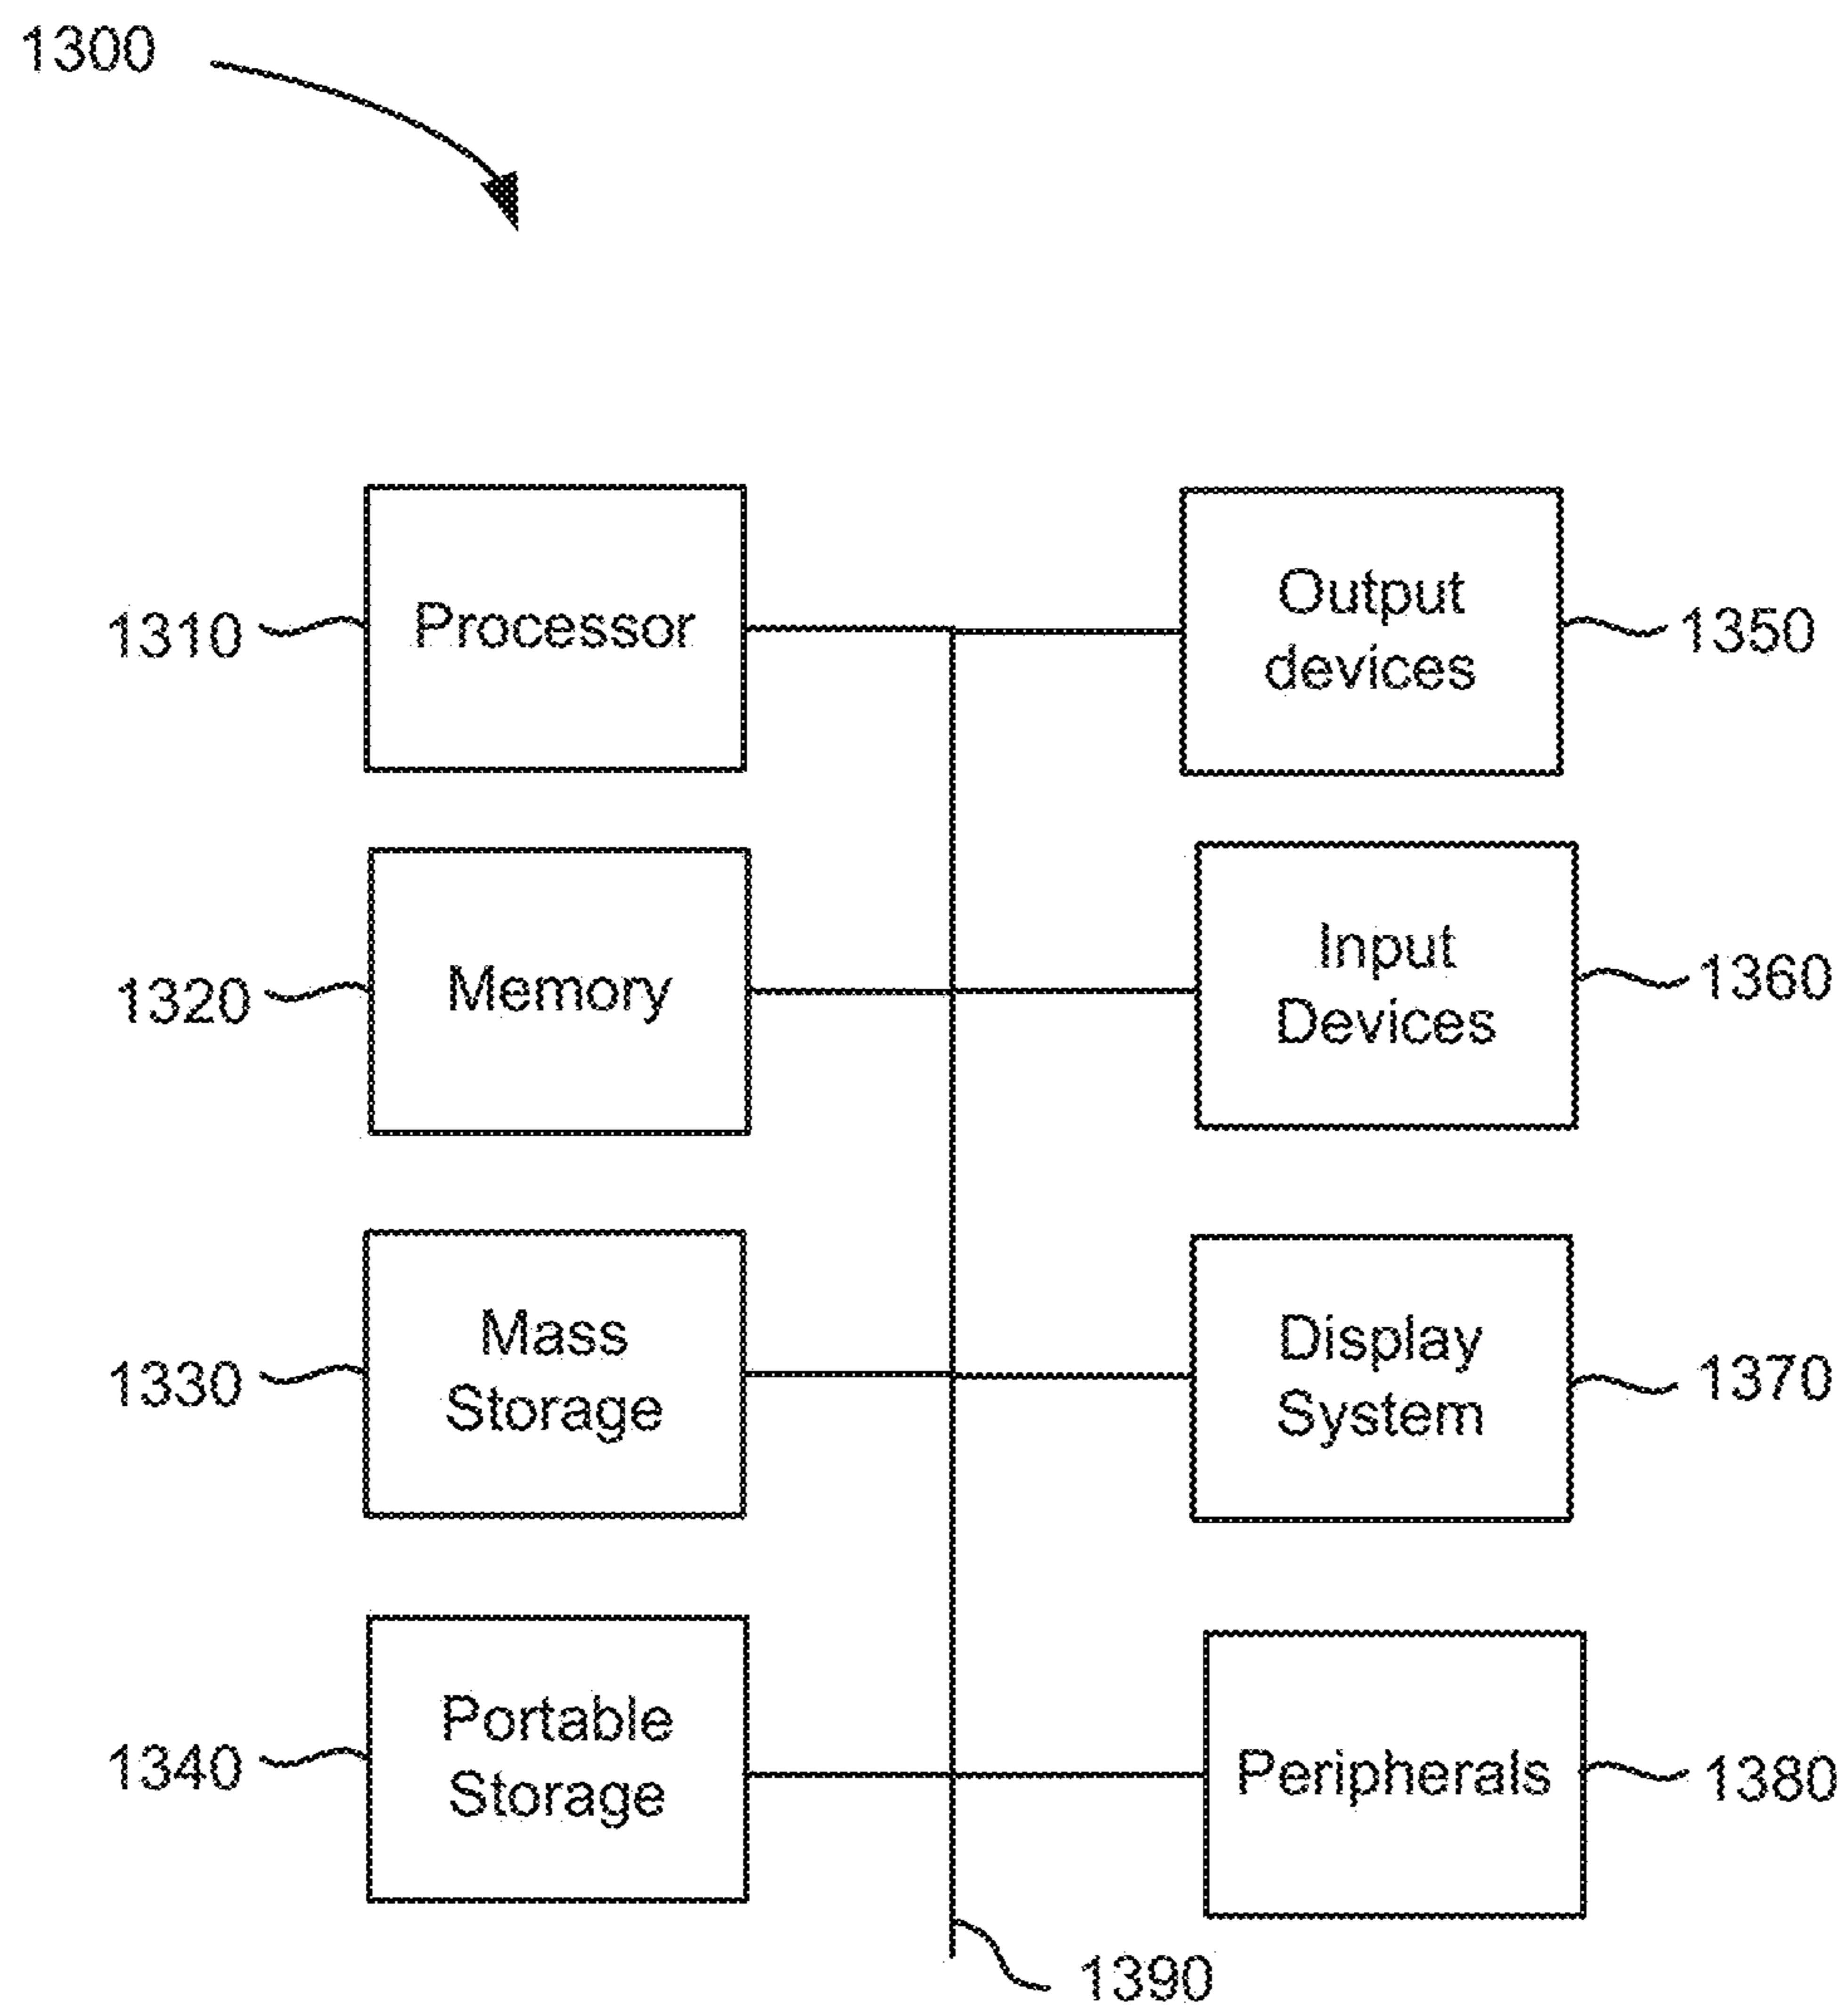 1300
1310
Processor
Output
devices
1350
1320
Memory
Input
Devices
1360
1330
Mass
Storage
Display
System
1370
1340
Portable
Storage
Peripherals
1380
1390